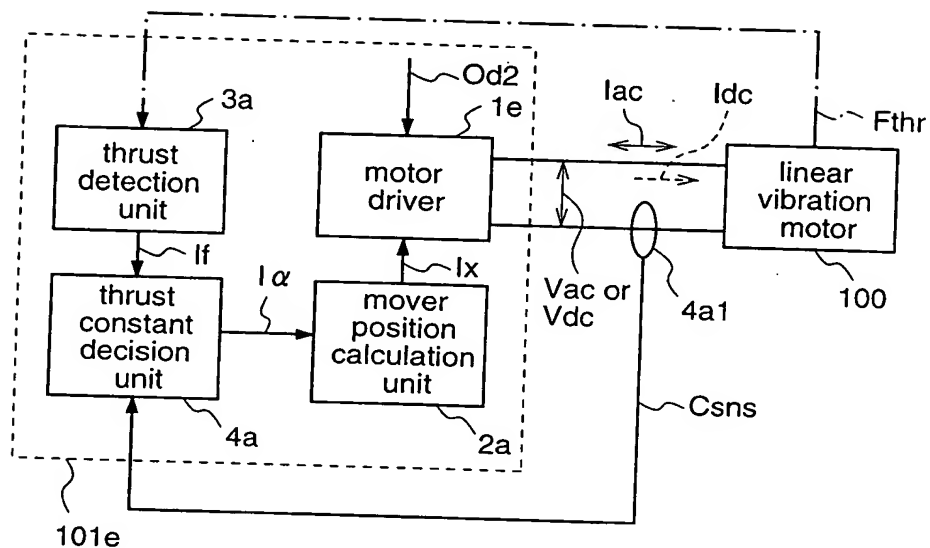 Od2
3a
1e
Iac
Idc
Fthr
thrust
detection
unit
motor
driver
linear
vibration
motor
If
Ix
100
thrust
constant
decision
unit
Iα
mover
position
calculation
unit
Vac or
Vdc
4a1
4a
2a
Csns
101e